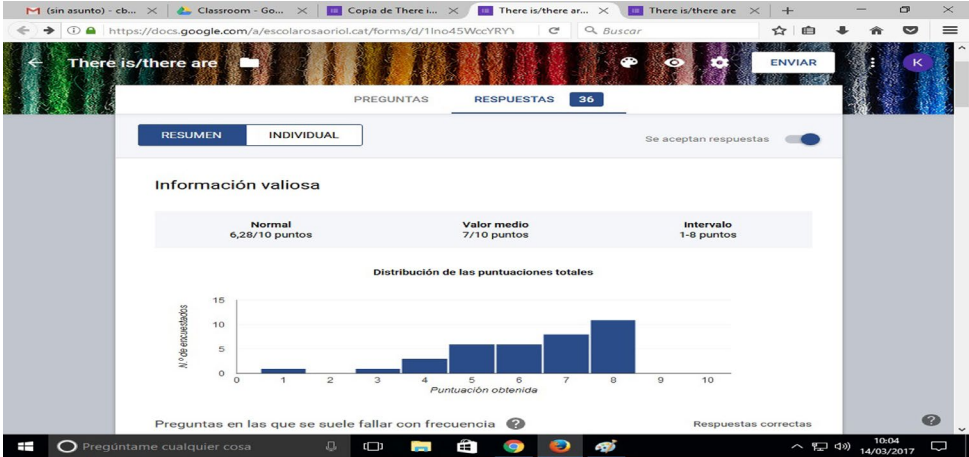 (sin asunto) - cb...
Classroom - Go...
Copia de There i...
There is/there ar...
There is/there are
https://docs.google.com/a/escolarosaoriol.cat/forms/d/1Ino45WccYRYY
Buscar
There is/there are
ENVIAR
K
PREGUNTAS
RESPUESTAS 36
RESUMEN
INDIVIDUAL
Se aceptan respuestas
Información valiosa
Normal
6,28/10 puntos
Valor medio
7/10 puntos
Intervalo
1-8 puntos
Distribución de las puntuaciones totales
N.º de encuestados
15
10
5
0
0 1 2 3 4 5 6 7 8 9 10
Puntuación obtenida
Preguntas en las que se suele fallar con frecuencia ?
Respuestas correctas
?
Pregúntame cualquier cosa
10:04
14/03/2017